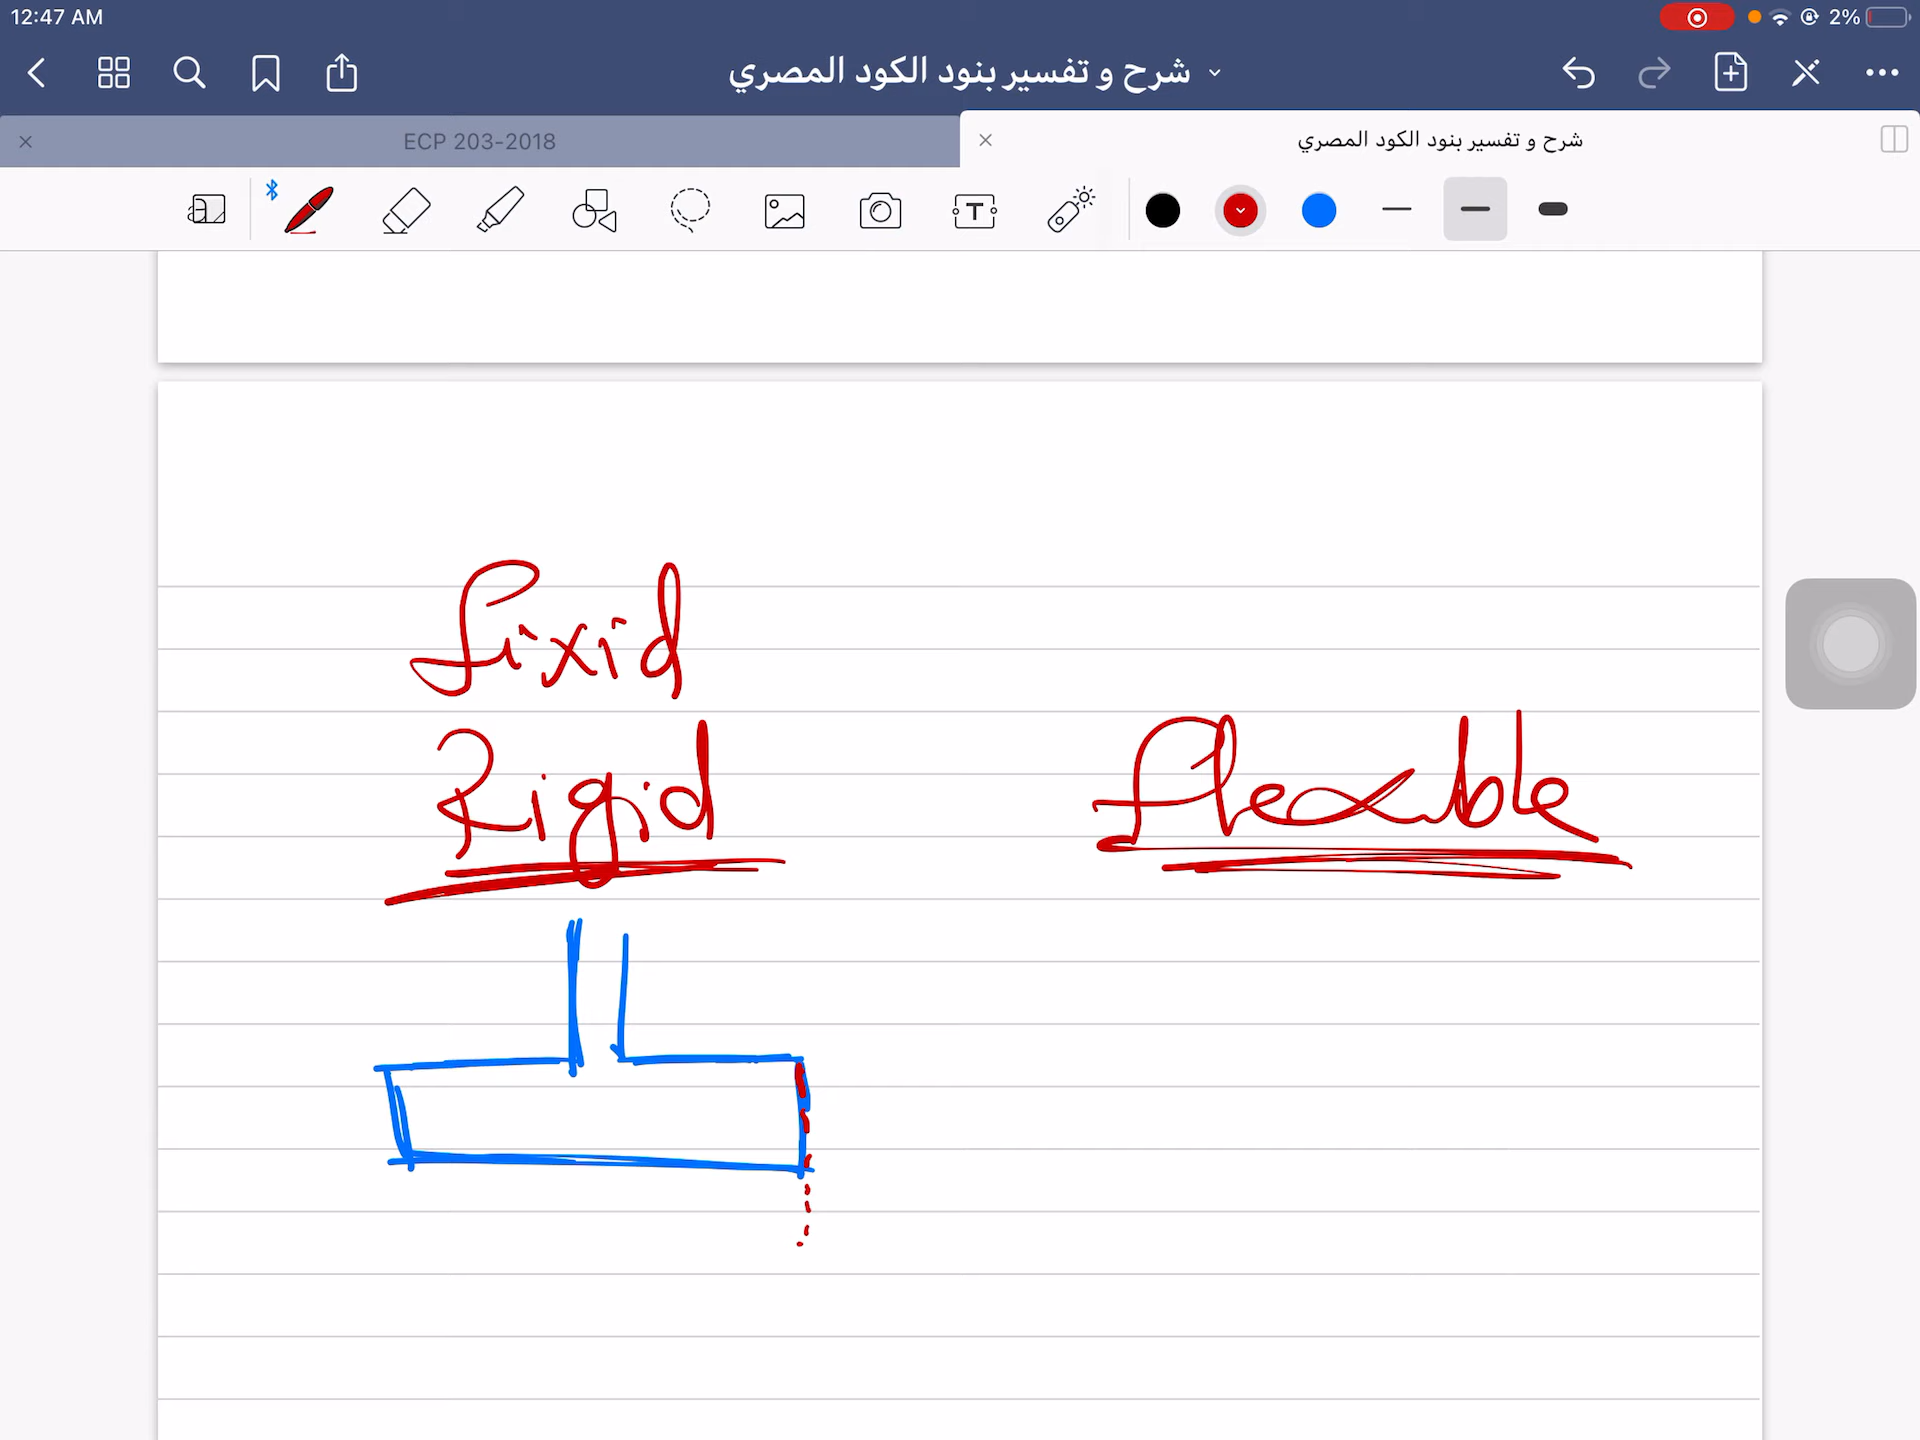 12:47 AM
2%
شرح و تفسير بنود الكود المصري
ECP 203-2018
شرح و تفسير بنود الكود المصري
fixid
Rigid
flexible